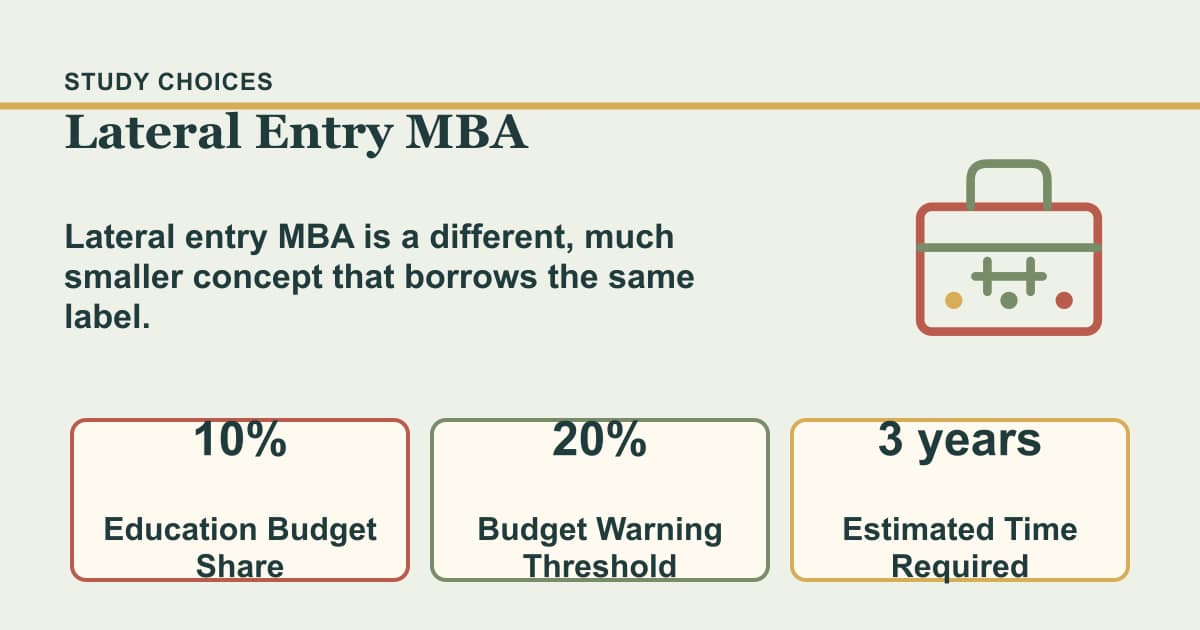 STUDY CHOICES
Lateral Entry MBA
Lateral entry MBA is a different, much
smaller concept that borrows the same
label.
10%
Education Budget
Share
20%
Budget Warning
Threshold
3 years
Estimated Time
Required